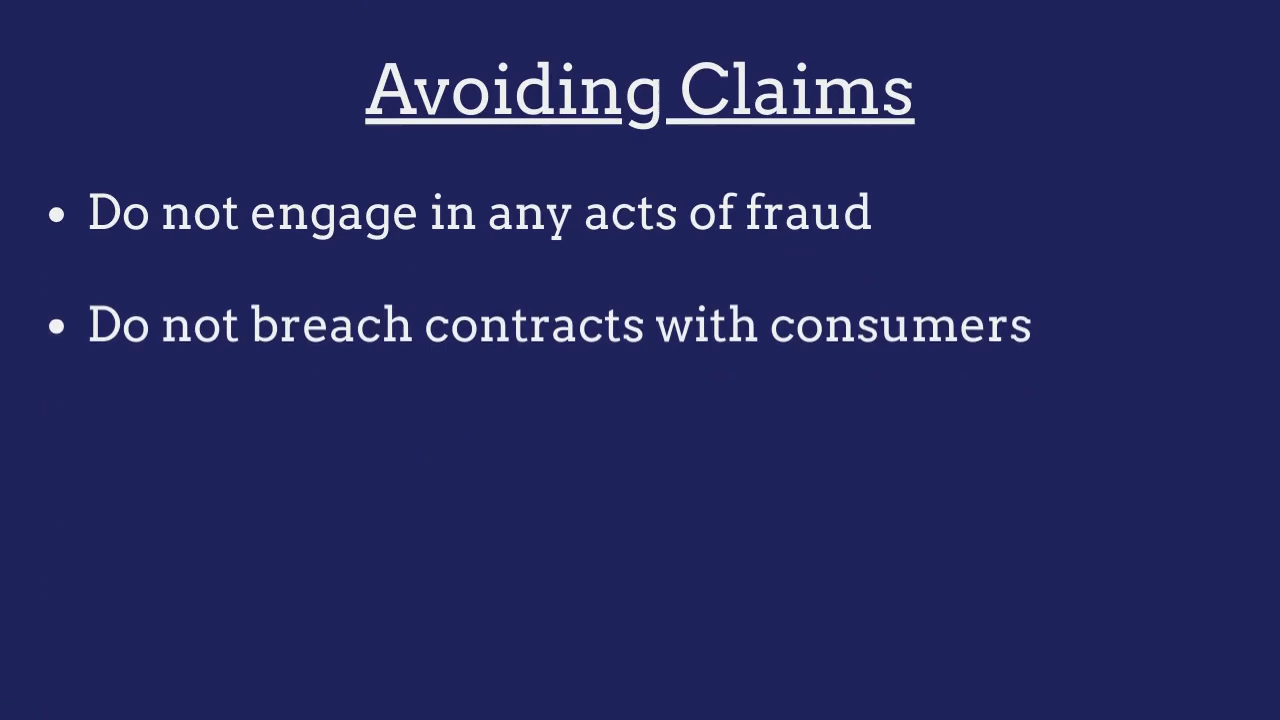 Avoiding Claims
• Do not engage in any acts of fraud
• Do not breach contracts with consumers